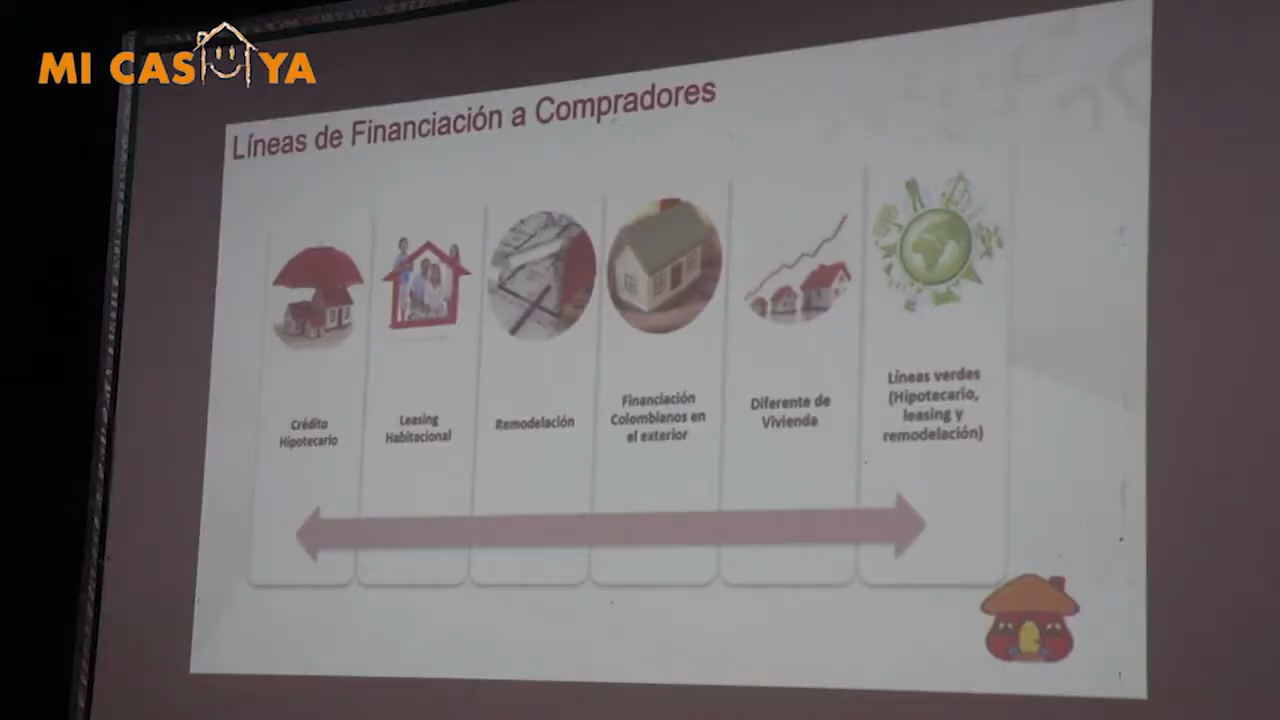 MI CASA YA
Líneas de Financiación a Compradores
Crédito
Hipotecario
Leasing
Habitacional
Remodelación
Financiación
Colombianos en
el exterior
Diferente de
Vivienda
Líneas verdes
(Hipotecario,
leasing y
remodelación)